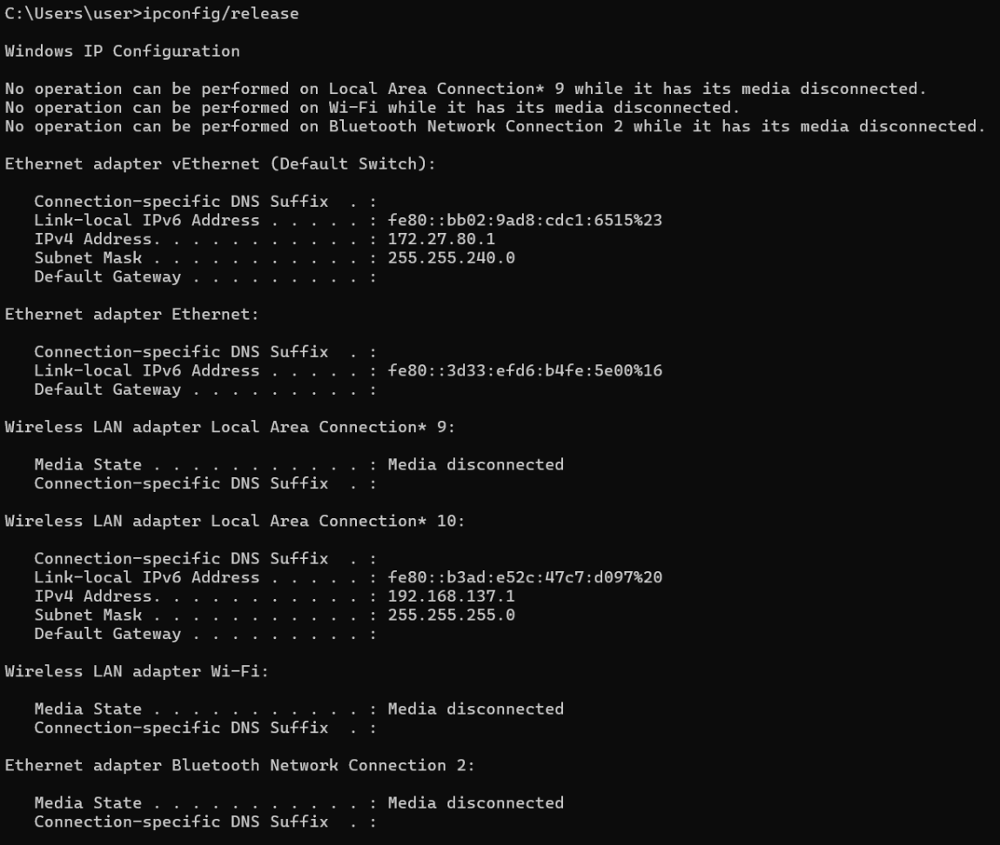 C:\Users\user>ipconfig/release
Windows IP Configuration
No operation can be performed on Local Area Connection* 9 while it has its media disconnected.
No operation can be performed on Wi-Fi while it has its media disconnected.
No operation can be performed on Bluetooth Network Connection 2 while it has its media disconnected.
Ethernet adapter vEthernet (Default Switch):
   Connection-specific DNS Suffix  . :
   Link-local IPv6 Address . . . . . : fe80::bb02:9ad8:cdc1:6515%23
   IPv4 Address. . . . . . . . . . . : 172.27.80.1
   Subnet Mask . . . . . . . . . . . : 255.255.240.0
   Default Gateway . . . . . . . . . :
Ethernet adapter Ethernet:
   Connection-specific DNS Suffix  . :
   Link-local IPv6 Address . . . . . : fe80::3d33:efd6:b4fe:5e00%16
   Default Gateway . . . . . . . . . :
Wireless LAN adapter Local Area Connection* 9:
   Media State . . . . . . . . . . . : Media disconnected
   Connection-specific DNS Suffix  . :
Wireless LAN adapter Local Area Connection* 10:
   Connection-specific DNS Suffix  . :
   Link-local IPv6 Address . . . . . : fe80::b3ad:e52c:47c7:d097%20
   IPv4 Address. . . . . . . . . . . : 192.168.137.1
   Subnet Mask . . . . . . . . . . . : 255.255.255.0
   Default Gateway . . . . . . . . . :
Wireless LAN adapter Wi-Fi:
   Media State . . . . . . . . . . . : Media disconnected
   Connection-specific DNS Suffix  . :
Ethernet adapter Bluetooth Network Connection 2:
   Media State . . . . . . . . . . . : Media disconnected
   Connection-specific DNS Suffix  . :